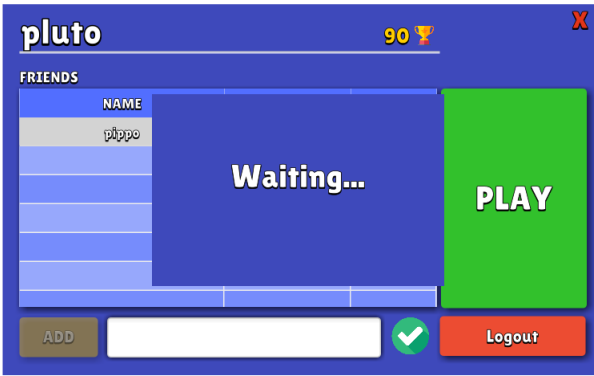 pluto 90
X
FRIENDS
NAME
pippo
Waiting...
PLAY
ADD
Logout